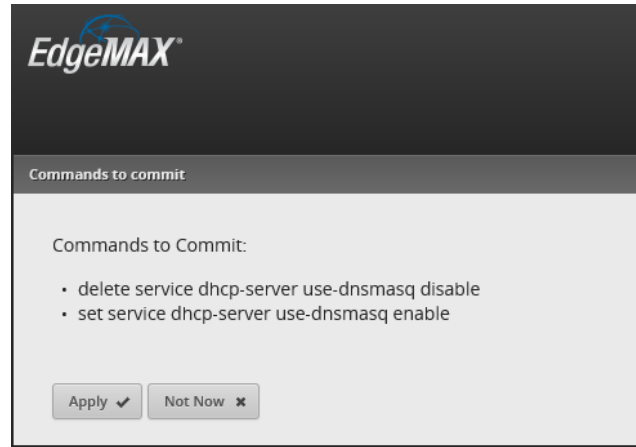 EdgeMAX®
Commands to commit
Commands to Commit:
• delete service dhcp-server use-dnsmasq disable
• set service dhcp-server use-dnsmasq enable
Apply ✔ Not Now ✖